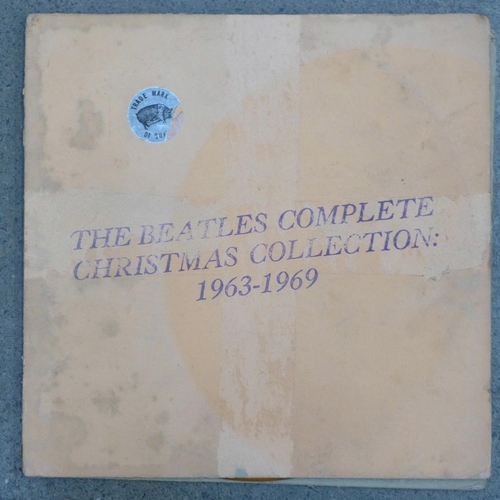 TRADE MARK
OF QUALITY
THE BEATLES COMPLETE
CHRISTMAS COLLECTION:
1963-1969